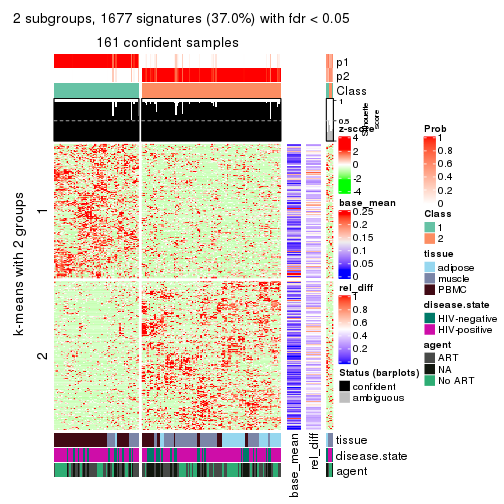 2 subgroups, 1677 signatures (37.0%) with fdr < 0.05
161 confident samples
p1
p2
Class
1
0.5
0
Silhouette
score
k-means with 2 groups
1
2
tissue
disease.state
agent
base_mean
rel_diff
z-score
4
2
0
-2
-4
base_mean
0.25
0.2
0.15
0.1
0.05
0
rel_diff
1
0.8
0.6
0.4
0.2
0
Status (barplots)
confident
ambiguous
Prob
1
0.8
0.6
0.4
0.2
0
Class
1
2
tissue
adipose
muscle
PBMC
disease.state
HIV-negative
HIV-positive
agent
ART
NA
No ART